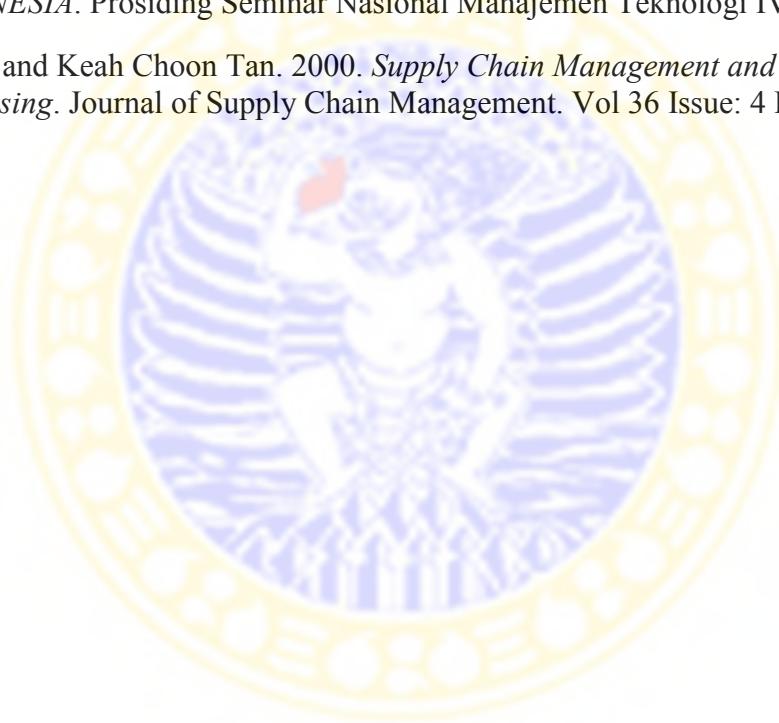 NESIA. Prosiding Seminar Nasional Manajemen Teknologi IV
and Keah Choon Tan. 2000. Supply Chain Management and
sing. Journal of Supply Chain Management. Vol 36 Issue: 4